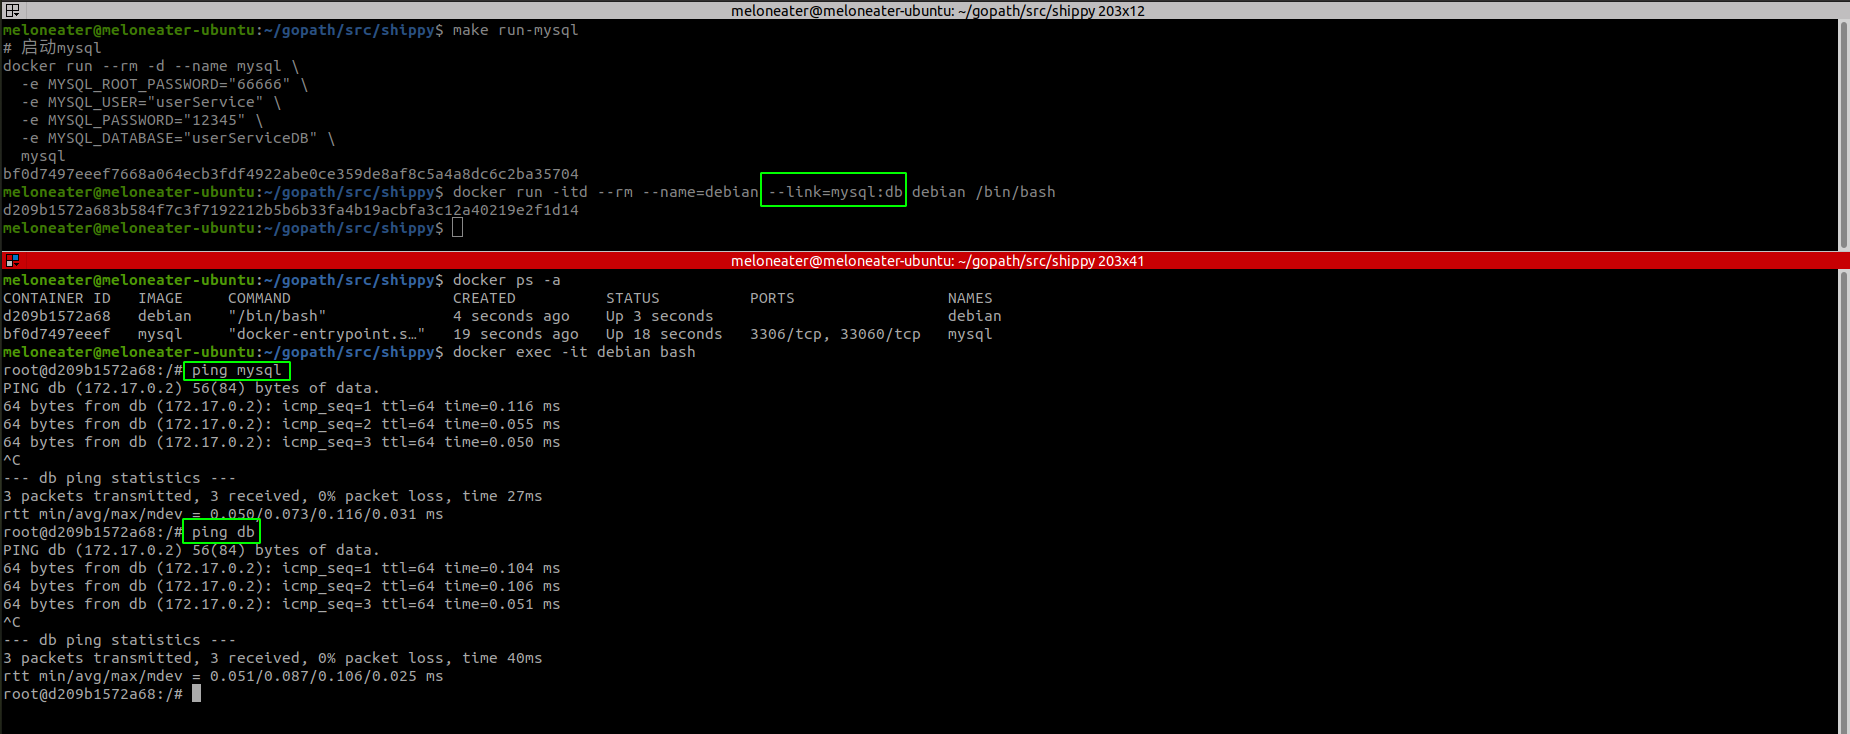 meloneater@meloneater-ubuntu: ~/gopath/src/shippy 203x12
meloneater@meloneater-ubuntu:~/gopath/src/shippy$ make run-mysql
# 启动mysql
docker run --rm -d --name mysql \
  -e MYSQL_ROOT_PASSWORD="66666" \
  -e MYSQL_USER="userService" \
  -e MYSQL_PASSWORD="12345" \
  -e MYSQL_DATABASE="userServiceDB" \
  mysql
bf0d7497eeef7668a064ecb3fdf4922abe0ce359de8af8c5a4a8dc6c2ba35704
meloneater@meloneater-ubuntu:~/gopath/src/shippy$ docker run -itd --rm --name=debian --link=mysql:db debian /bin/bash
d209b1572a683b584f7c3f7192212b5b6b33fa4b19acbfa3c12a40219e2f1d14
meloneater@meloneater-ubuntu:~/gopath/src/shippy$
meloneater@meloneater-ubuntu: ~/gopath/src/shippy 203x41
meloneater@meloneater-ubuntu:~/gopath/src/shippy$ docker ps -a
CONTAINER ID   IMAGE     COMMAND                  CREATED          STATUS          PORTS                 NAMES
d209b1572a68   debian    "/bin/bash"              4 seconds ago    Up 3 seconds                          debian
bf0d7497eeef   mysql     "docker-entrypoint.s…"   19 seconds ago   Up 18 seconds   3306/tcp, 33060/tcp   mysql
meloneater@meloneater-ubuntu:~/gopath/src/shippy$ docker exec -it debian bash
root@d209b1572a68:/# ping mysql
PING db (172.17.0.2) 56(84) bytes of data.
64 bytes from db (172.17.0.2): icmp_seq=1 ttl=64 time=0.116 ms
64 bytes from db (172.17.0.2): icmp_seq=2 ttl=64 time=0.055 ms
64 bytes from db (172.17.0.2): icmp_seq=3 ttl=64 time=0.050 ms
^C
--- db ping statistics ---
3 packets transmitted, 3 received, 0% packet loss, time 27ms
rtt min/avg/max/mdev = 0.050/0.073/0.116/0.031 ms
root@d209b1572a68:/# ping db
PING db (172.17.0.2) 56(84) bytes of data.
64 bytes from db (172.17.0.2): icmp_seq=1 ttl=64 time=0.104 ms
64 bytes from db (172.17.0.2): icmp_seq=2 ttl=64 time=0.106 ms
64 bytes from db (172.17.0.2): icmp_seq=3 ttl=64 time=0.051 ms
^C
--- db ping statistics ---
3 packets transmitted, 3 received, 0% packet loss, time 40ms
rtt min/avg/max/mdev = 0.051/0.087/0.106/0.025 ms
root@d209b1572a68:/#